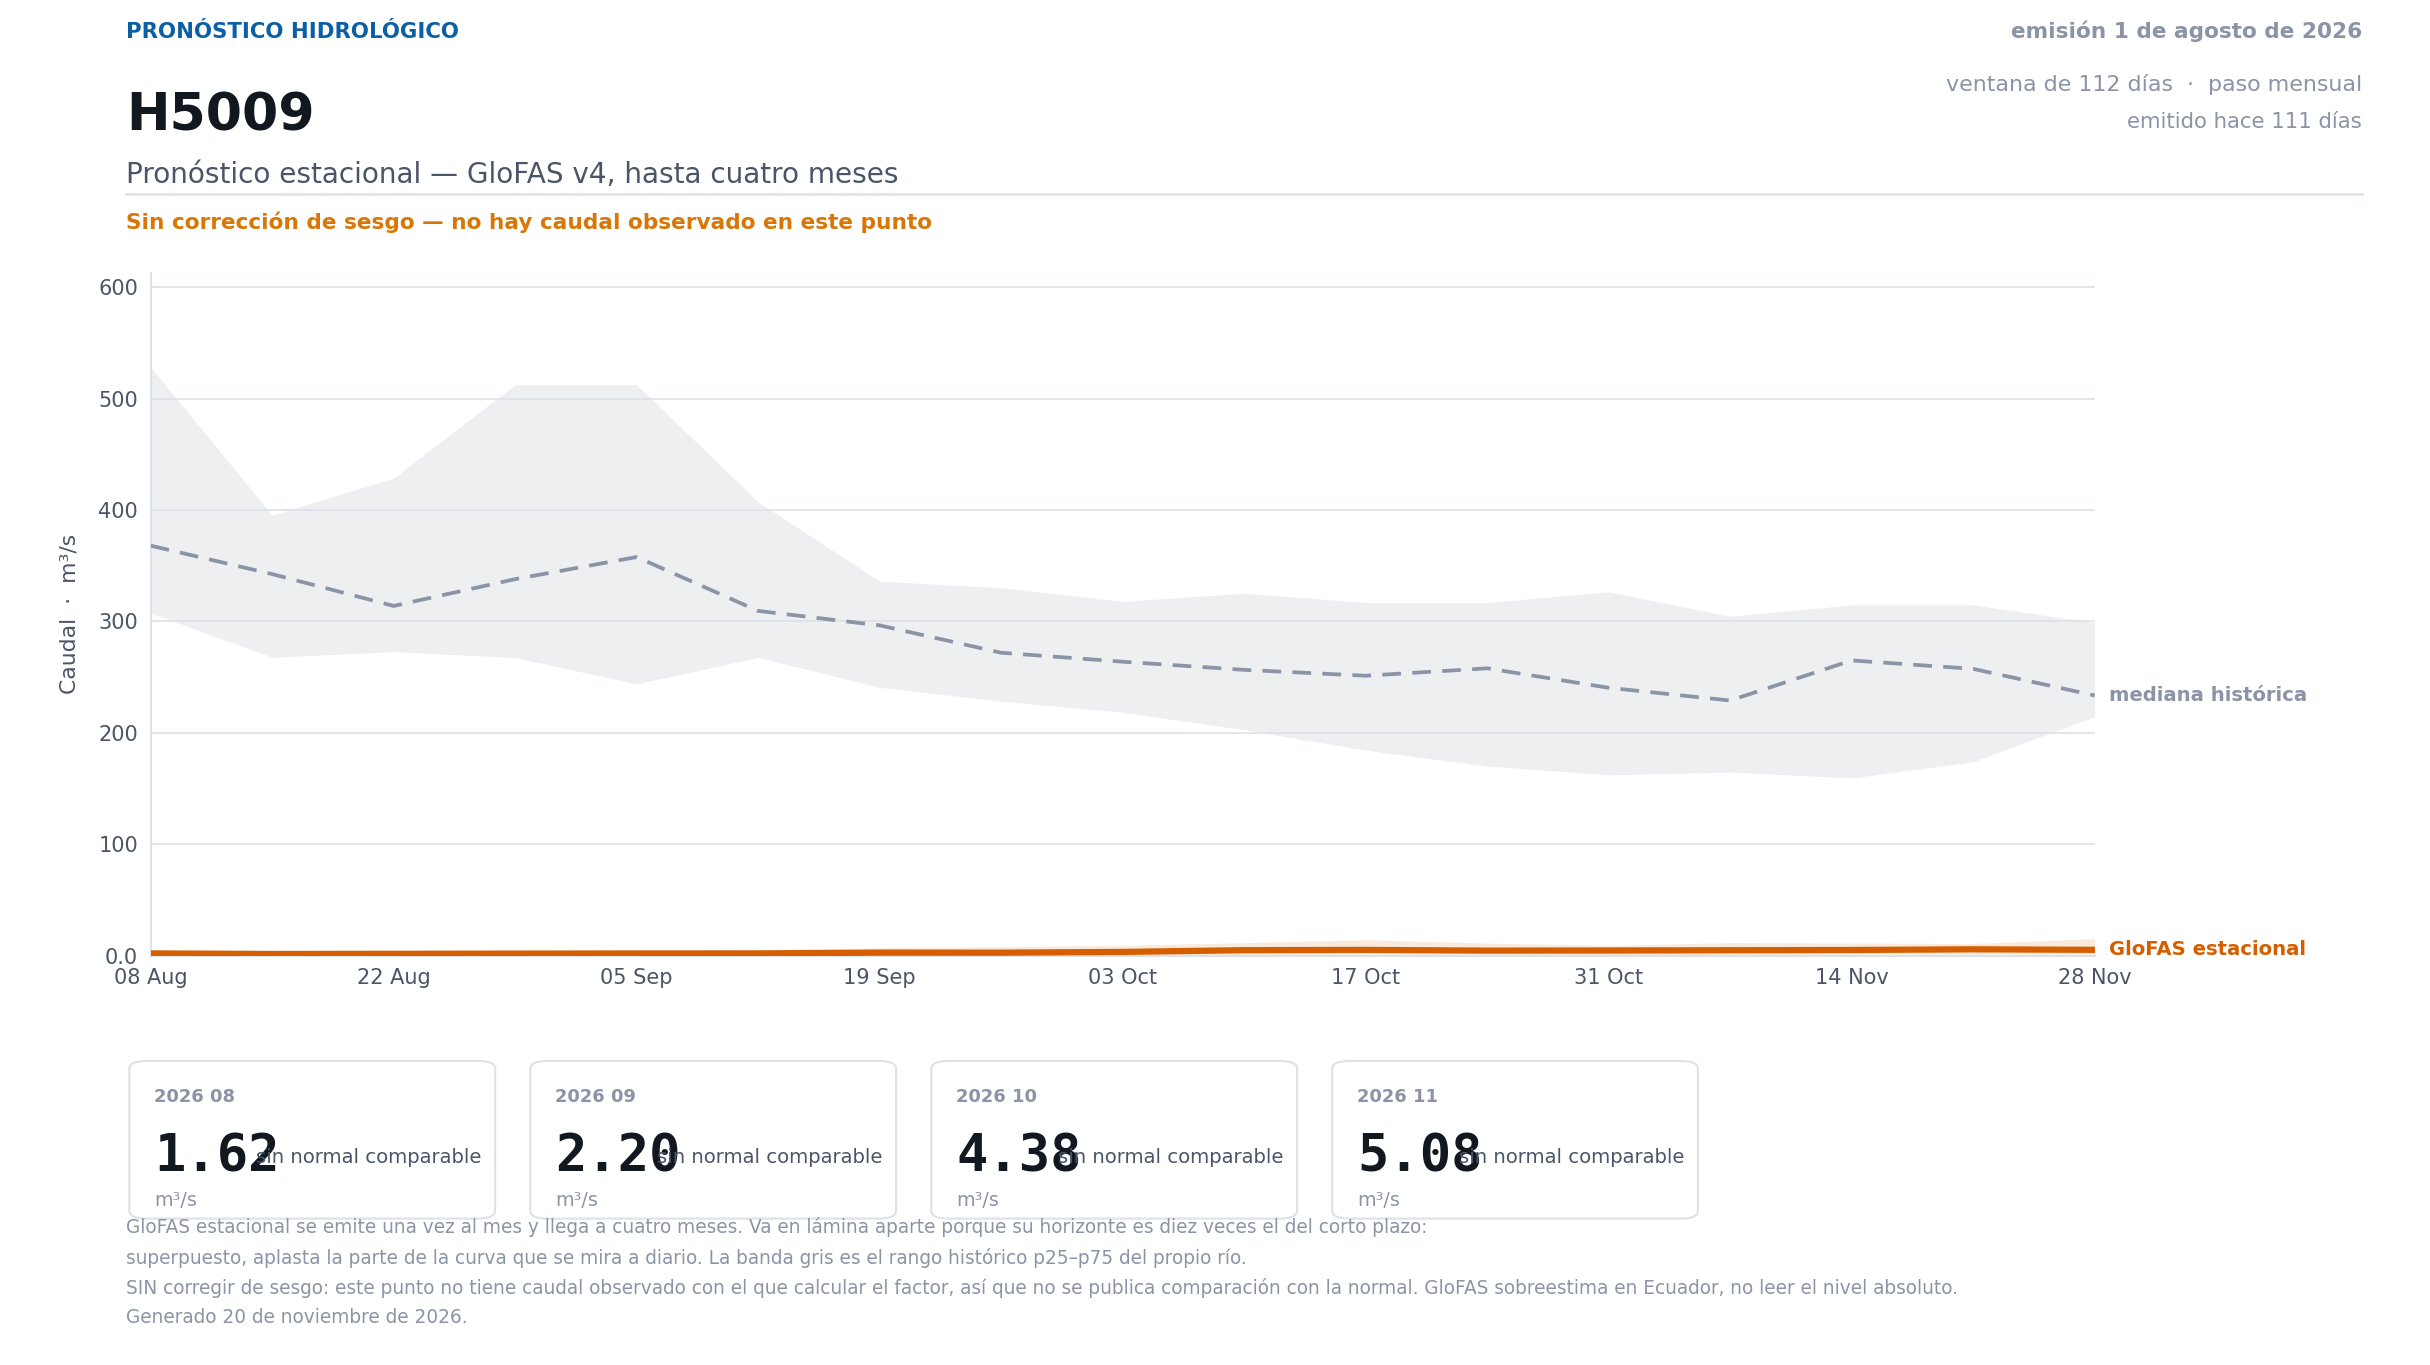 PRONÓSTICO HIDROLÓGICO
emisión 1 de agosto de 2026
ventana de 112 días · paso mensual
H5009
emitido hace 111 días
Pronóstico estacional — GloFAS v4, hasta cuatro meses
Sin corrección de sesgo — no hay caudal observado en este punto
600
500
400
300
200
100
0.0
Caudal · m³/s
mediana histórica
GloFAS estacional
08 Aug
22 Aug
05 Sep
19 Sep
03 Oct
17 Oct
31 Oct
14 Nov
28 Nov
2026 08
1.62
sin normal comparable
m³/s
2026 09
2.20
sin normal comparable
m³/s
2026 10
4.38
sin normal comparable
m³/s
2026 11
5.08
sin normal comparable
m³/s
GloFAS estacional se emite una vez al mes y llega a cuatro meses. Va en lámina aparte porque su horizonte es diez veces el del corto plazo:
superpuesto, aplasta la parte de la curva que se mira a diario. La banda gris es el rango histórico p25–p75 del propio río.
SIN corregir de sesgo: este punto no tiene caudal observado con el que calcular el factor, así que no se publica comparación con la normal. GloFAS sobreestima en Ecuador, no leer el nivel absoluto.
Generado 20 de noviembre de 2026.